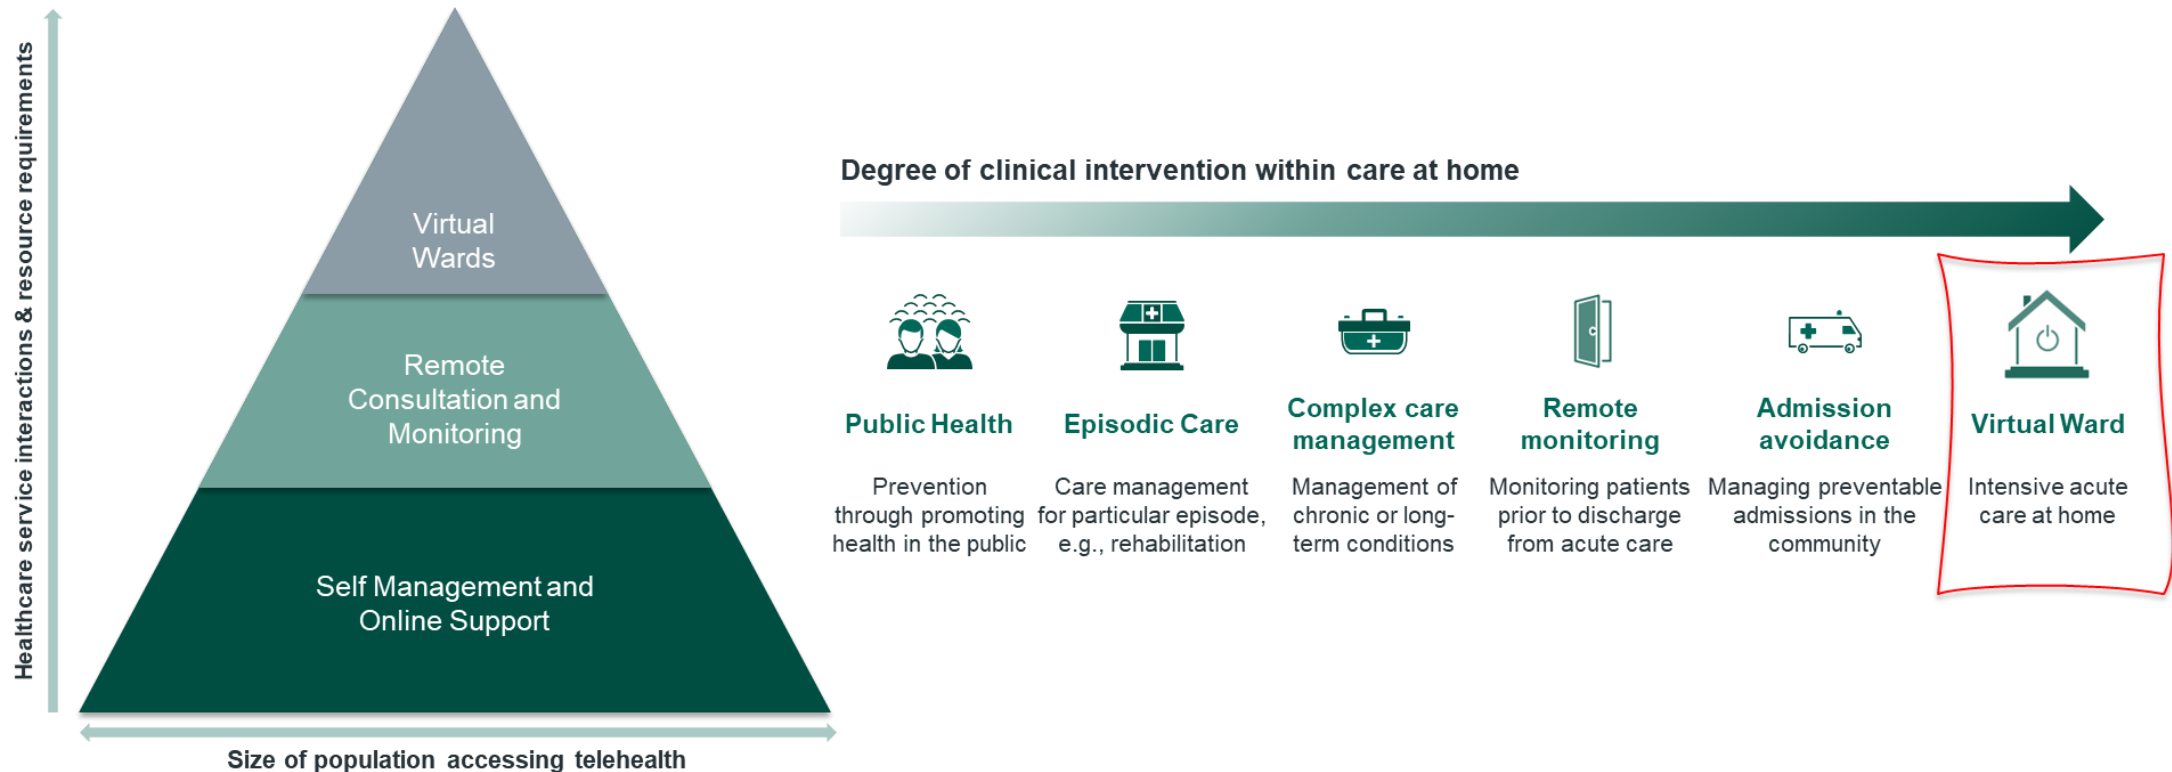 Healthcare service interactions & resource requirements
Virtual
Wards
Remote
Consultation and
Monitoring
Self Management and
Online Support
Size of population accessing telehealth
Degree of clinical intervention within care at home
Public Health
Prevention
through promoting
health in the public
Episodic Care
Care management
for particular episode,
e.g., rehabilitation
Complex care
management
Management of
chronic or long-
term conditions
Remote
monitoring
Monitoring patients
prior to discharge
from acute care
Admission
avoidance
Managing preventable
admissions in the
community
Virtual Ward
Intensive acute
care at home